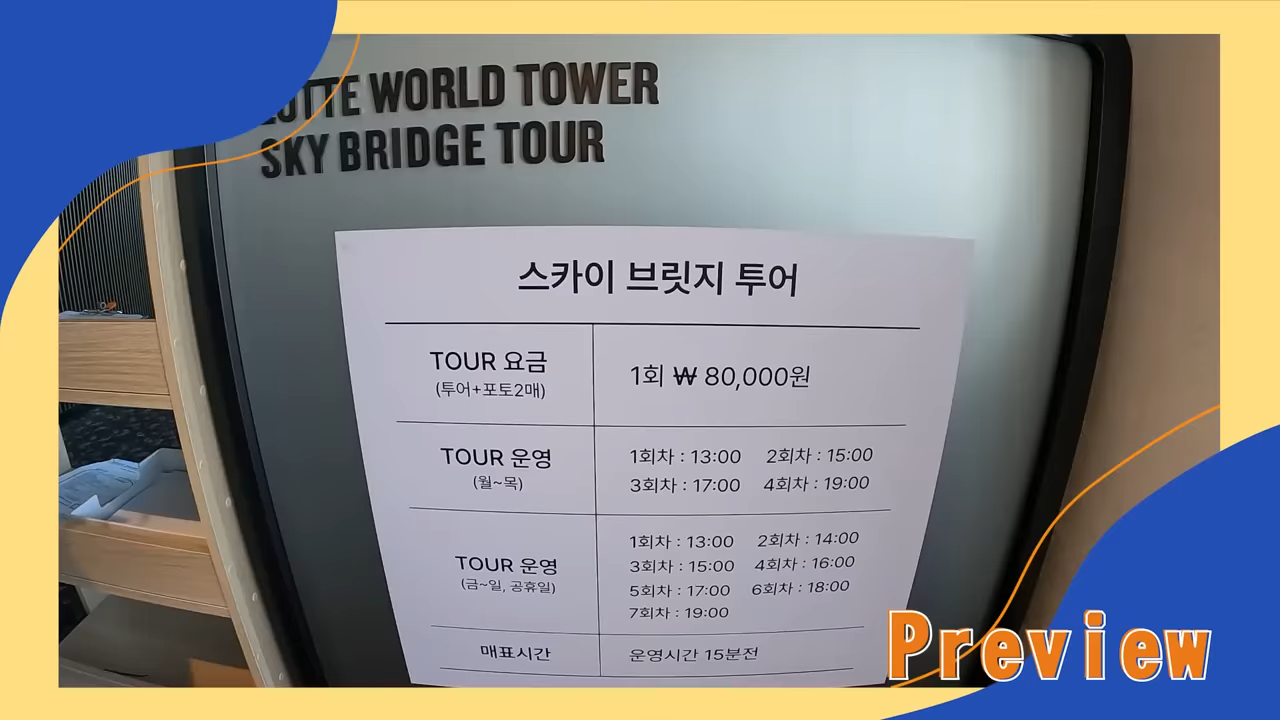 LOTTE WORLD TOWER
SKY BRIDGE TOUR
스카이 브릿지 투어
TOUR 요금
(투어+포토2매)
1회 ₩ 80,000원
TOUR 운영
(월~목)
1회차 : 13:00 2회차 : 15:00
3회차 : 17:00 4회차 : 19:00
TOUR 운영
(금~일, 공휴일)
1회차 : 13:00 2회차 : 14:00
3회차 : 15:00 4회차 : 16:00
5회차 : 17:00 6회차 : 18:00
7회차 : 19:00
매표시간
운영시간 15분전
Preview